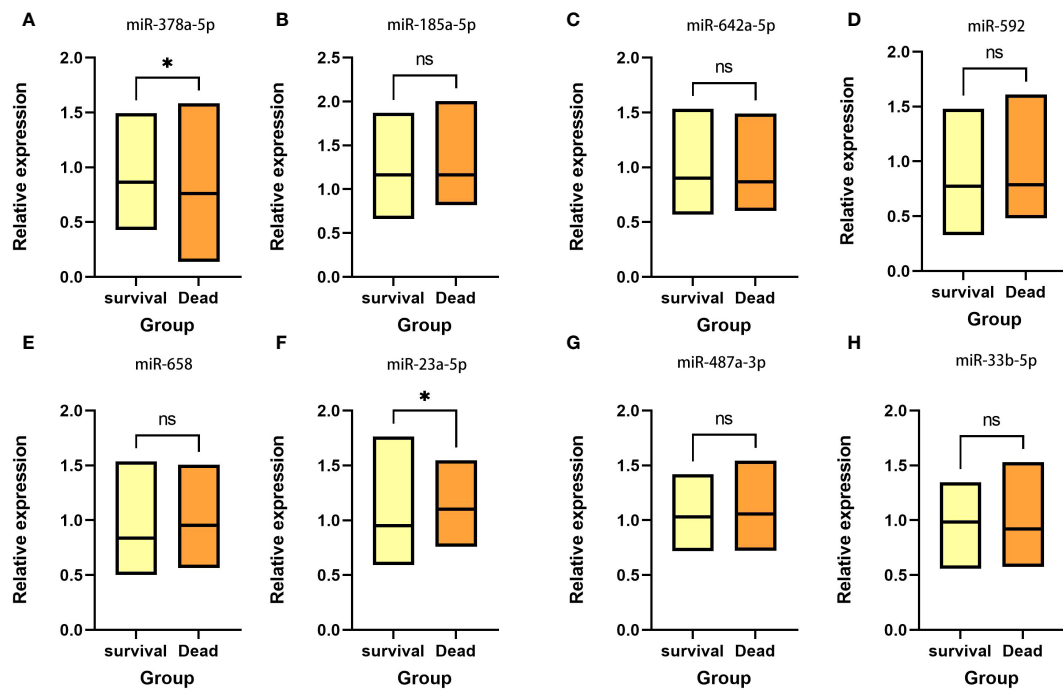 A
miR-378a-5p
Relative expression
2.0
1.5
1.0
0.5
0.0
*
survival Dead
Group
B
miR-185a-5p
Relative expression
2.5
2.0
1.5
1.0
0.5
0.0
ns
survival Dead
Group
C
miR-642a-5p
Relative expression
2.0
1.5
1.0
0.5
0.0
ns
survival Dead
Group
D
miR-592
Relative expression
2.0
1.5
1.0
0.5
0.0
ns
survival Dead
Group
E
miR-658
Relative expression
2.0
1.5
1.0
0.5
0.0
ns
survival Dead
Group
F
miR-23a-5p
Relative expression
2.0
1.5
1.0
0.5
0.0
*
survival Dead
Group
G
miR-487a-3p
Relative expression
2.0
1.5
1.0
0.5
0.0
ns
survival Dead
Group
H
miR-33b-5p
Relative expression
2.0
1.5
1.0
0.5
0.0
ns
survival Dead
Group